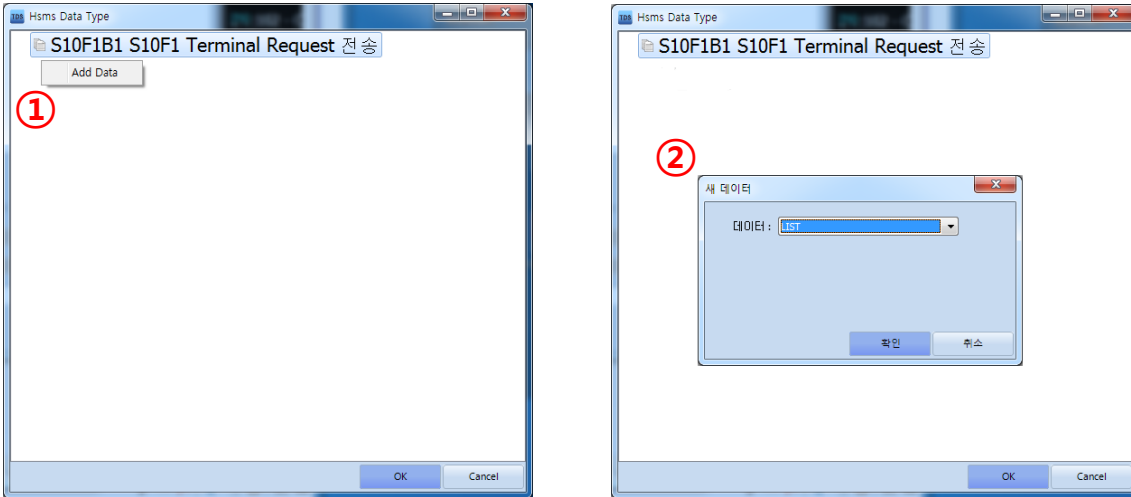 Hsms Data Type
S10F1B1 S10F1 Terminal Request 전송
Add Data
①
OK
Cancel
Hsms Data Type
S10F1B1 S10F1 Terminal Request 전송
②
새 데이터
데이터 :
LIST
확인
취소
OK
Cancel